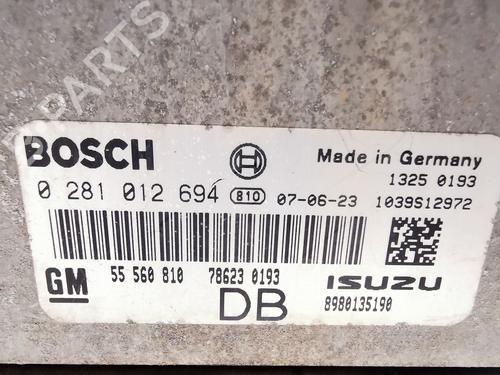 PARTS
BOSCH
Made in Germany
1325 0193
0 281 012 694 810 07-06-23 1039S12972
55 560 810 78623 0193
GM DB ISUZU
8980135190